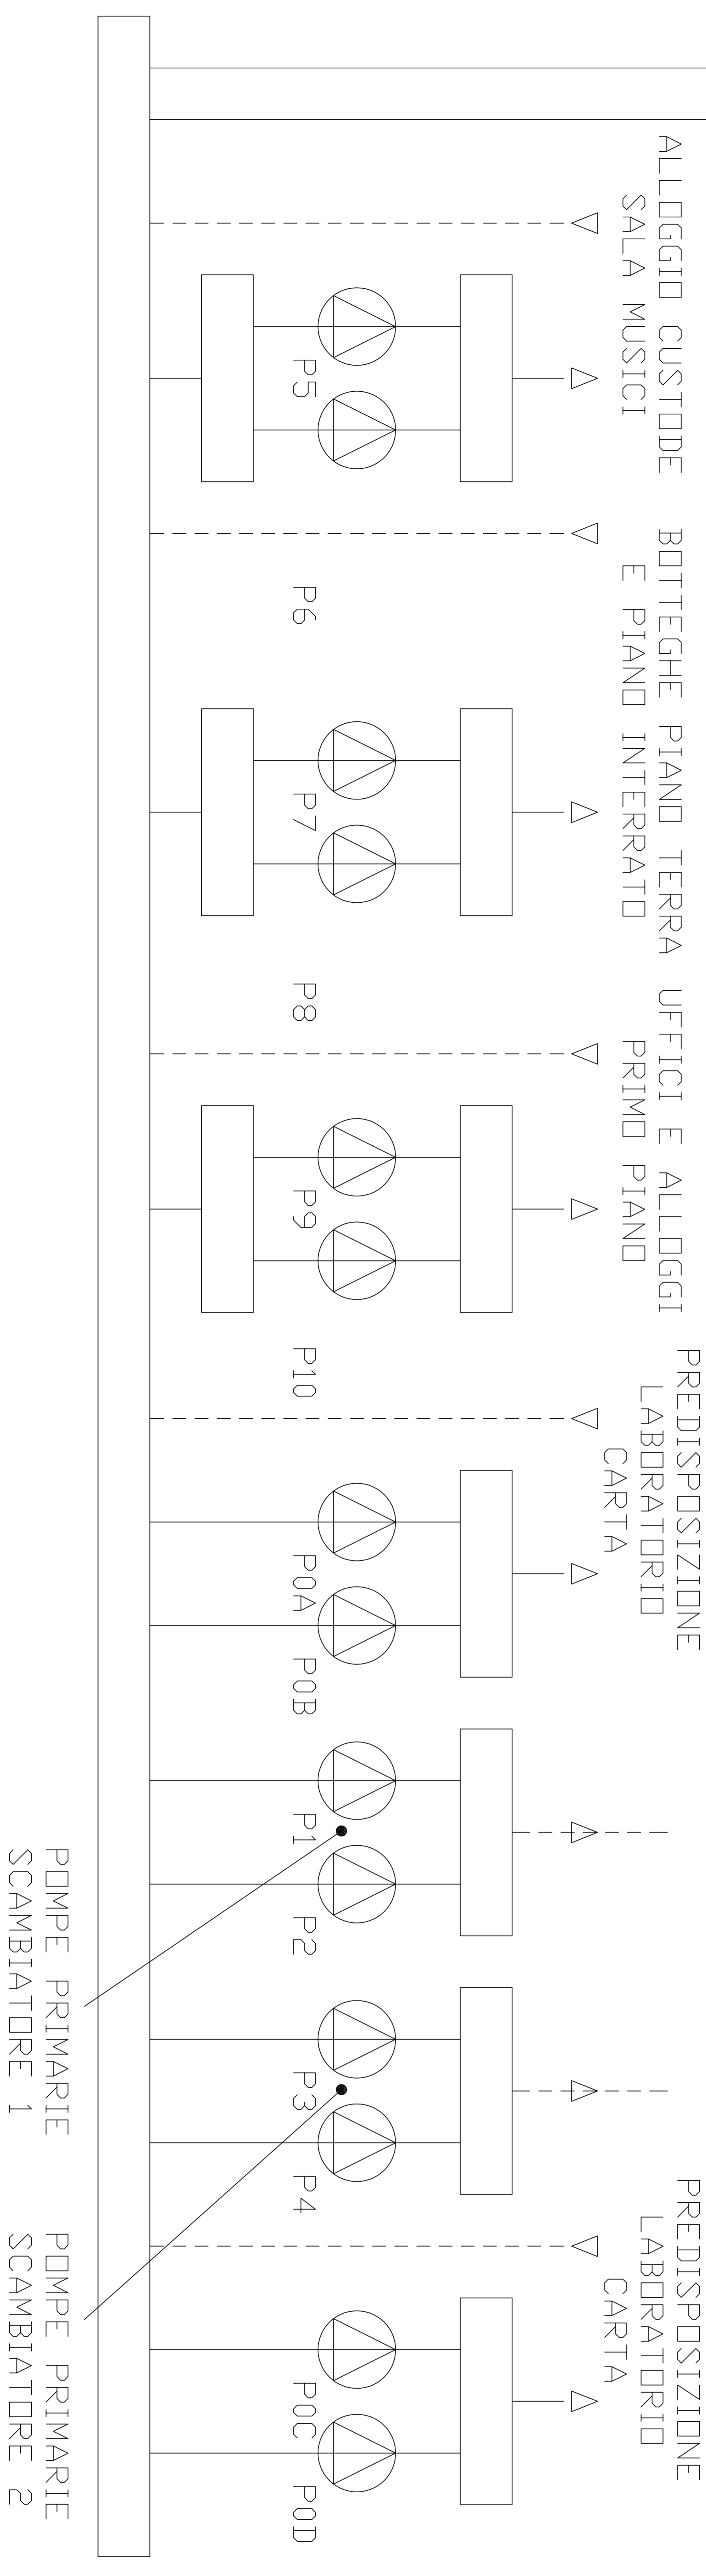 ALLOGGIO CUSTODE
SALA MUSICI
BOTTEGHE PIANO TERRA
E PIANO INTERRATO
UFFICI E ALLOGGI
PRIMO PIANO
PREDISPOSIZIONE
LABORATORIO
CARTA
PREDISPOSIZIONE
LABORATORIO
CARTA
P5
P6
P7
P8
P9
P10
P0A
P0B
P1
P2
P3
P4
P0C
P0D
POMPE PRIMARIE
SCAMBIATORE 1
POMPE PRIMARIE
SCAMBIATORE 2